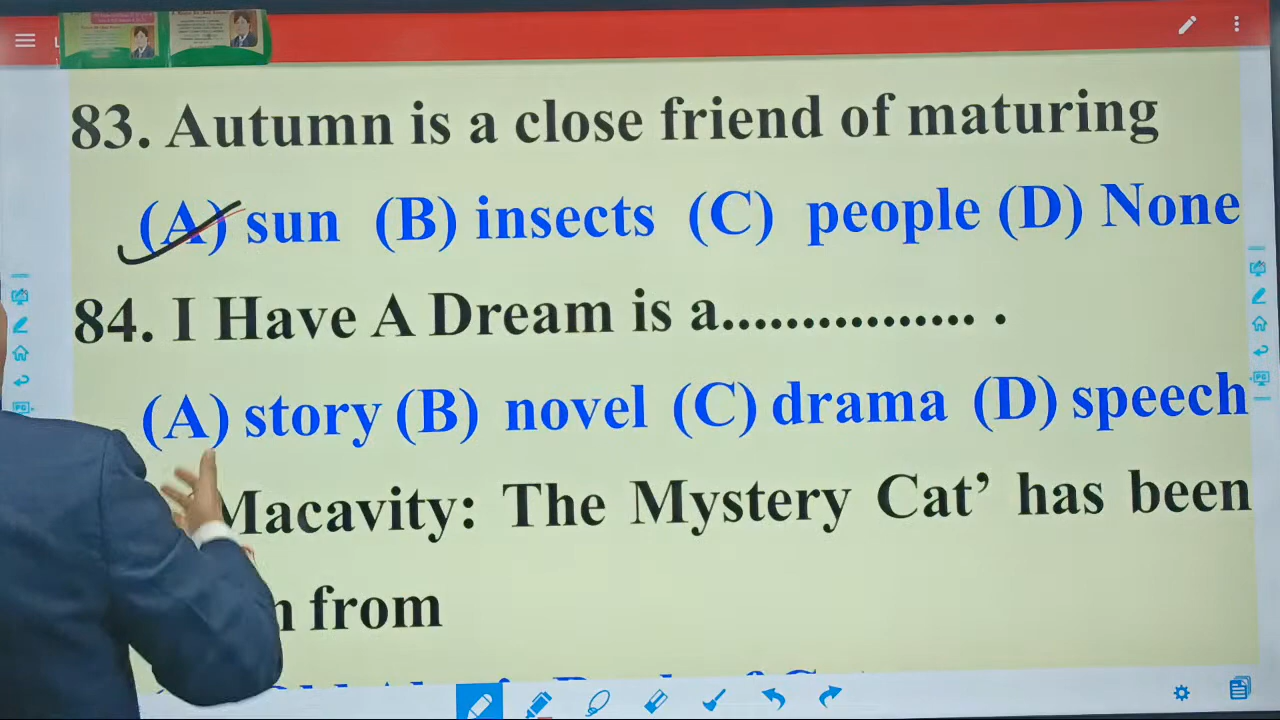 83. Autumn is a close friend of maturing
(A) sun (B) insects (C) people (D) None
84. I Have A Dream is a................ .
(A) story (B) novel (C) drama (D) speech
Macavity: The Mystery Cat’ has been
from